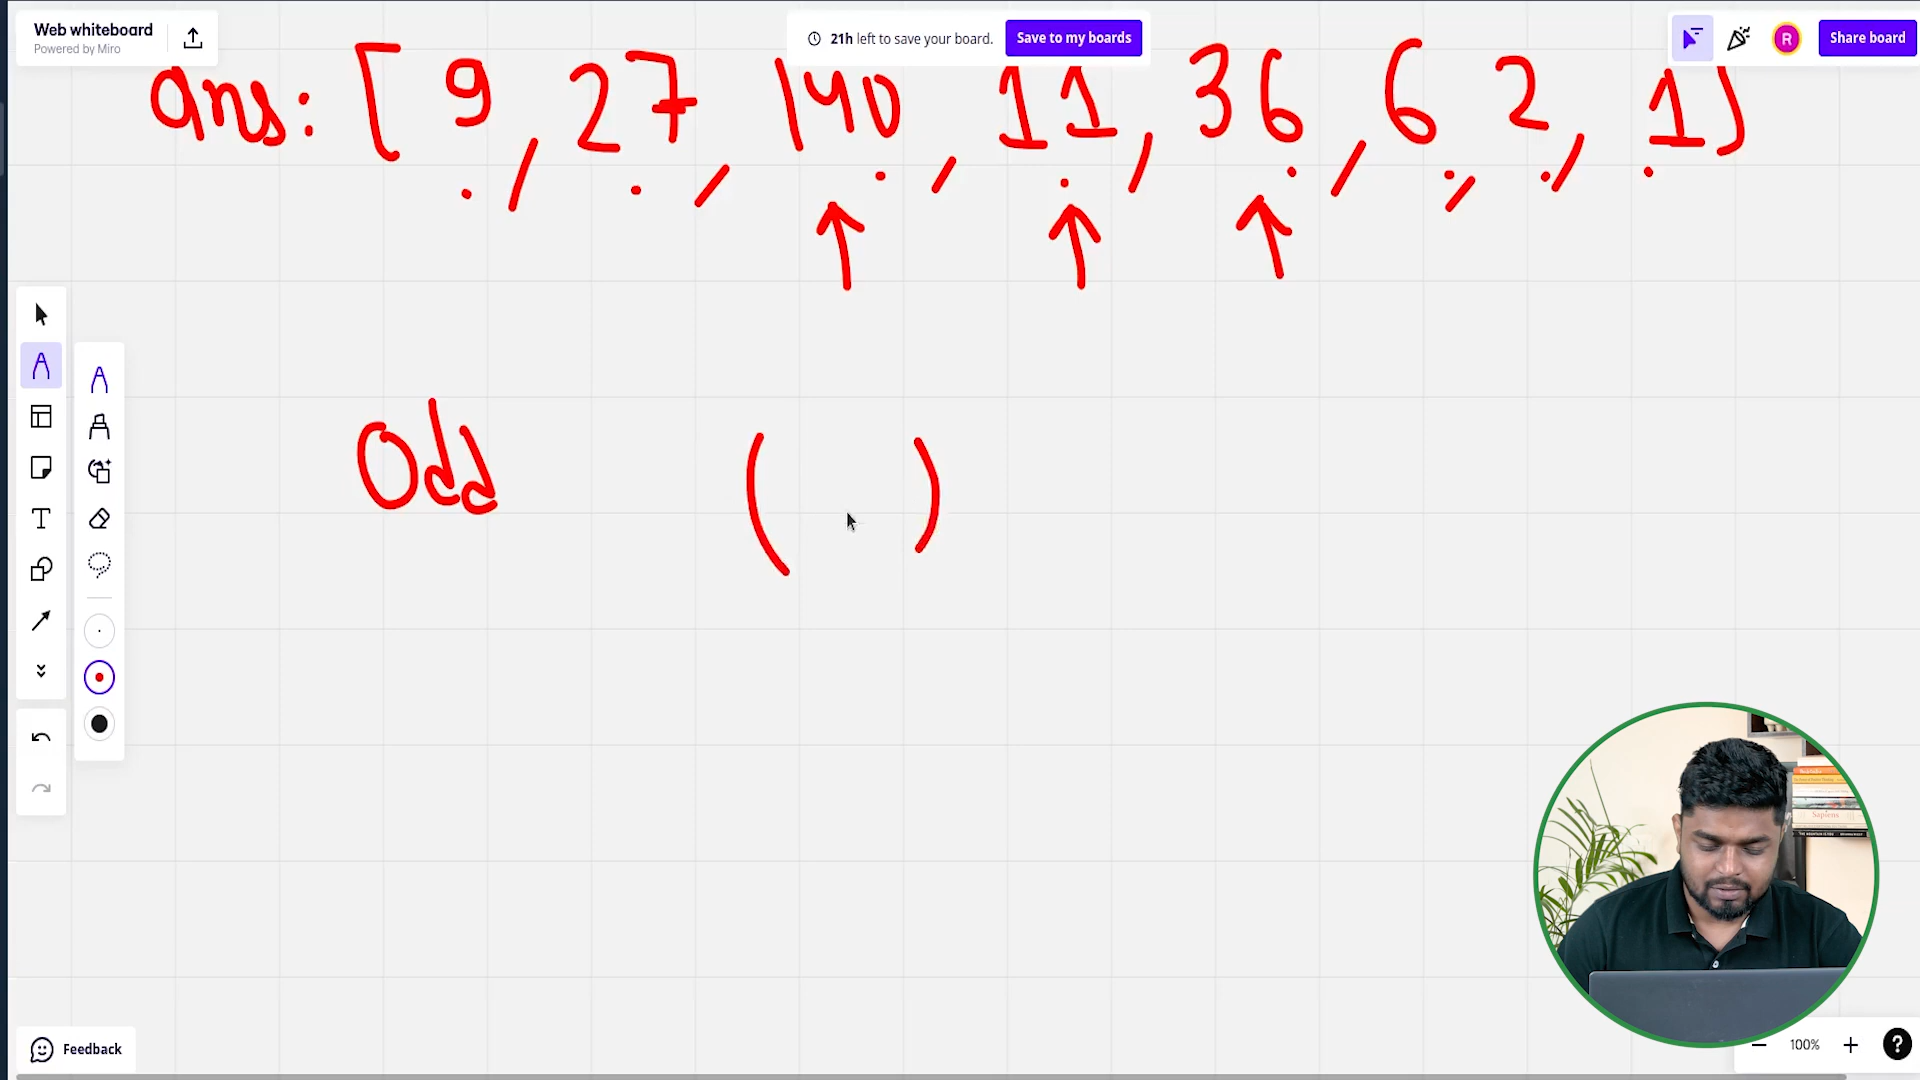 Web whiteboard
Powered by Miro
21h left to save your board.
Save to my boards
R
Share board
ans: [ 9, 27, 140, 11, 36, 6, 2, 1]
Odd ( )
T
Sapiens
Feedback
100%
?